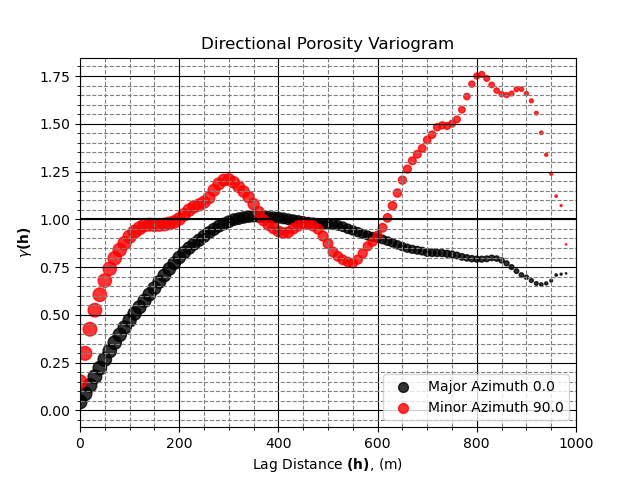 Directional Porosity Variogram
1.75
1.50
1.25
1.00
0.75
0.50
0.25
0.00
γ(h)
0 200 400 600 800 1000
Lag Distance (h), (m)
Major Azimuth 0.0
Minor Azimuth 90.0